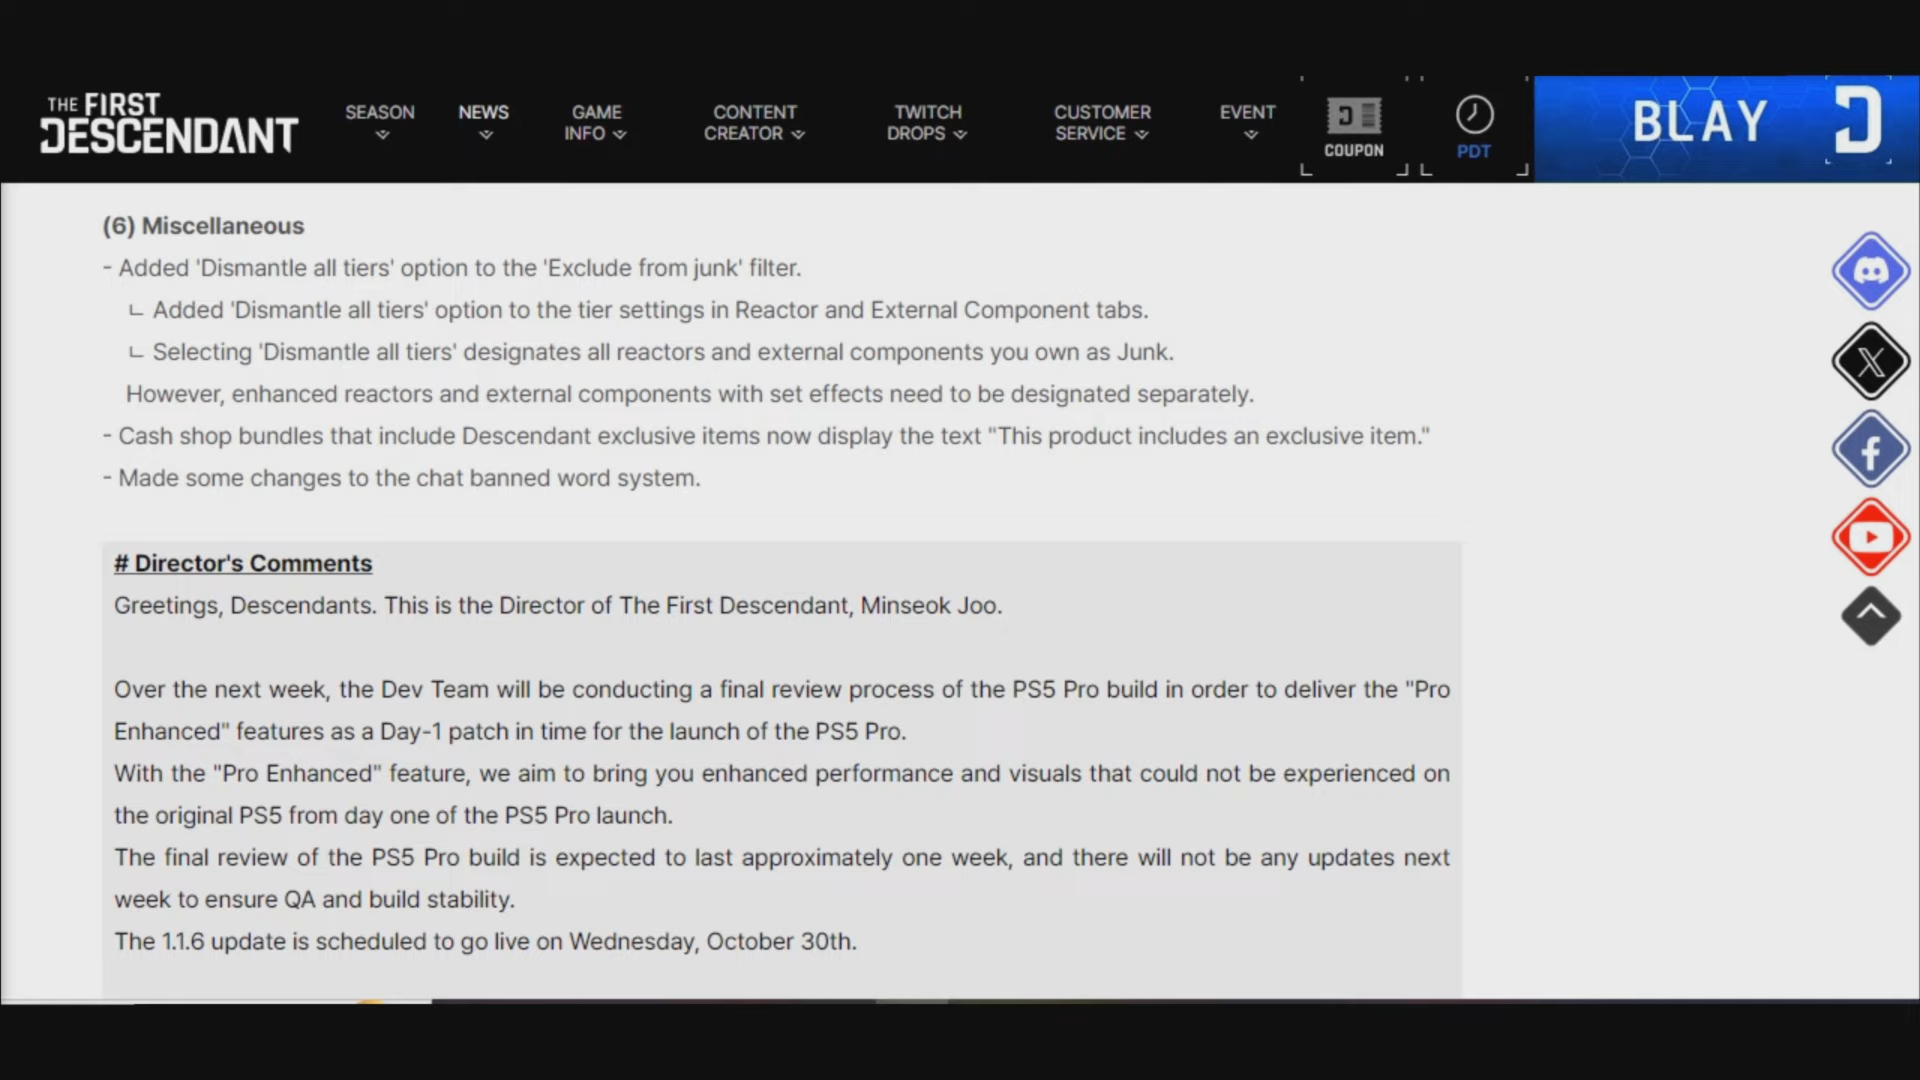 THE FIRST
DESCENDANT
SEASON
NEWS
GAME
INFO
CONTENT
CREATOR
TWITCH
DROPS
CUSTOMER
SERVICE
EVENT
COUPON
PDT
BLAY
(6) Miscellaneous
- Added 'Dismantle all tiers' option to the 'Exclude from junk' filter.
ㄴ Added 'Dismantle all tiers' option to the tier settings in Reactor and External Component tabs.
ㄴ Selecting 'Dismantle all tiers' designates all reactors and external components you own as Junk.
However, enhanced reactors and external components with set effects need to be designated separately.
- Cash shop bundles that include Descendant exclusive items now display the text "This product includes an exclusive item."
- Made some changes to the chat banned word system.
# Director's Comments
Greetings, Descendants. This is the Director of The First Descendant, Minseok Joo.
Over the next week, the Dev Team will be conducting a final review process of the PS5 Pro build in order to deliver the "Pro
Enhanced" features as a Day-1 patch in time for the launch of the PS5 Pro.
With the "Pro Enhanced" feature, we aim to bring you enhanced performance and visuals that could not be experienced on
the original PS5 from day one of the PS5 Pro launch.
The final review of the PS5 Pro build is expected to last approximately one week, and there will not be any updates next
week to ensure QA and build stability.
The 1.1.6 update is scheduled to go live on Wednesday, October 30th.